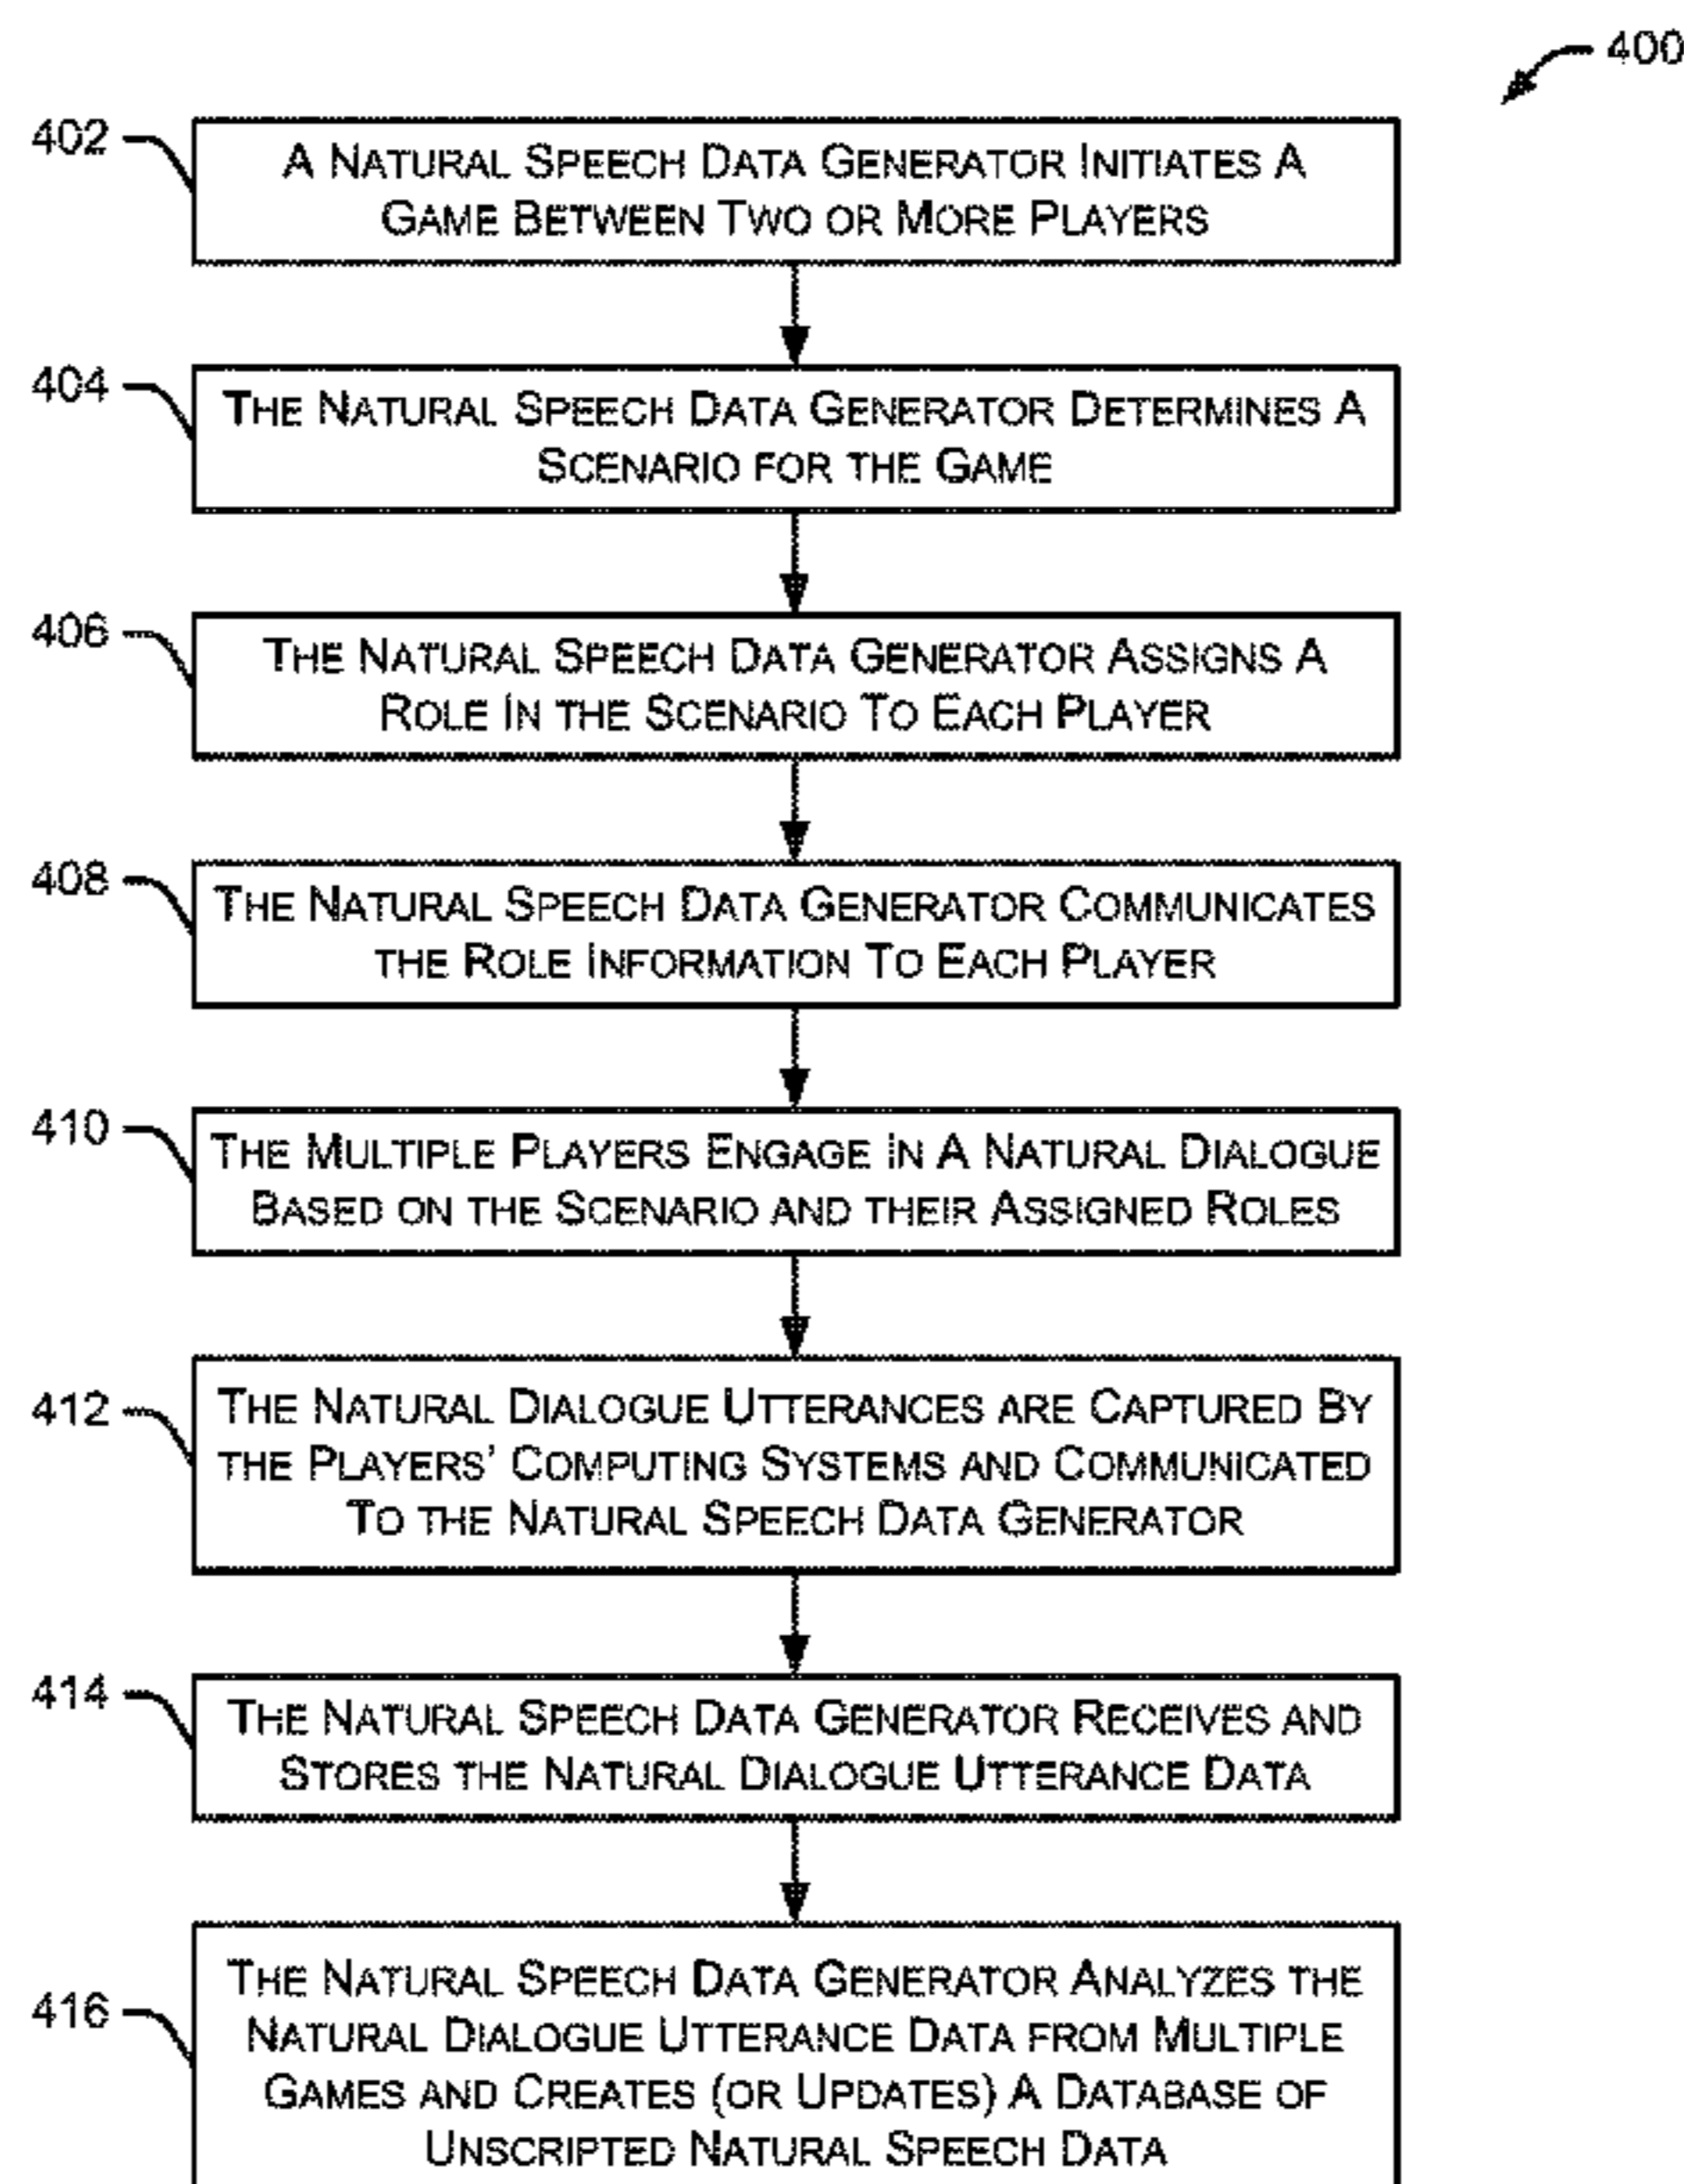 400
402
A NATURAL SPEECH DATA GENERATOR INITIATES A
GAME BETWEEN TWO OR MORE PLAYERS
404
THE NATURAL SPEECH DATA GENERATOR DETERMINES A
SCENARIO FOR THE GAME
406
THE NATURAL SPEECH DATA GENERATOR ASSIGNS A
ROLE IN THE SCENARIO TO EACH PLAYER
408
THE NATURAL SPEECH DATA GENERATOR COMMUNICATES
THE ROLE INFORMATION TO EACH PLAYER
410
THE MULTIPLE PLAYERS ENGAGE IN A NATURAL DIALOGUE
BASED ON THE SCENARIO AND THEIR ASSIGNED ROLES
412
THE NATURAL DIALOGUE UTTERANCES ARE CAPTURED BY
THE PLAYERS' COMPUTING SYSTEMS AND COMMUNICATED
TO THE NATURAL SPEECH DATA GENERATOR
414
THE NATURAL SPEECH DATA GENERATOR RECEIVES AND
STORES THE NATURAL DIALOGUE UTTERANCE DATA
416
THE NATURAL SPEECH DATA GENERATOR ANALYZES THE
NATURAL DIALOGUE UTTERANCE DATA FROM MULTIPLE
GAMES AND CREATES (OR UPDATES) A DATABASE OF
UNSCRIPTED NATURAL SPEECH DATA